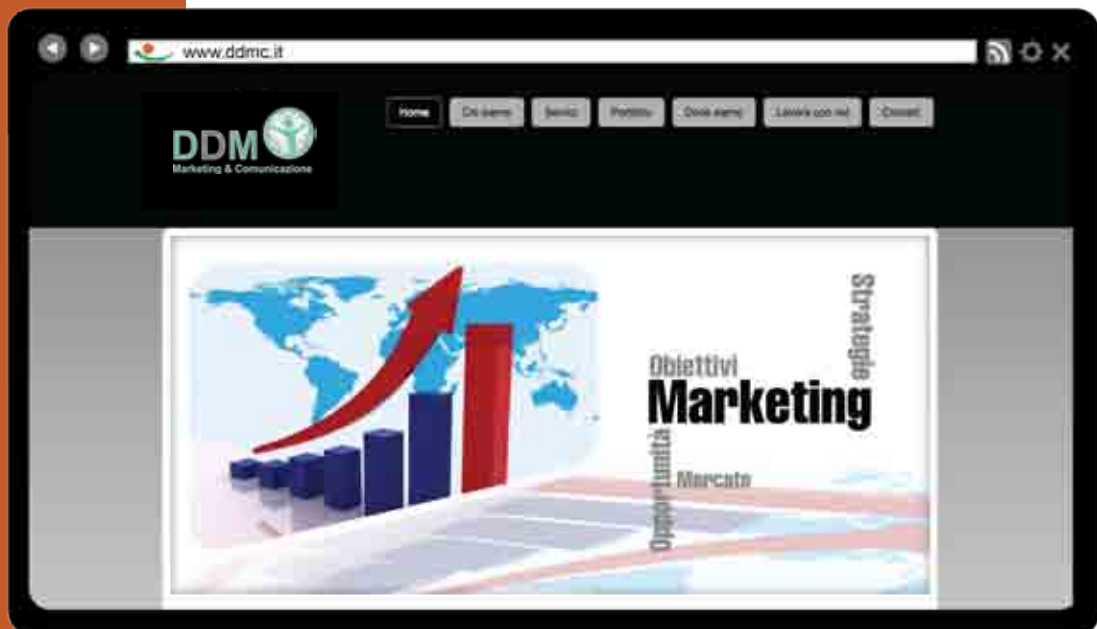 www.ddmc.it
Home
Chi siamo
Servizi
Portfolio
Dove siamo
Lavora con noi
Contatti
DDM
Marketing & Comunicazione
Strategie
Obiettivi
Marketing
Opportunità
Mercato